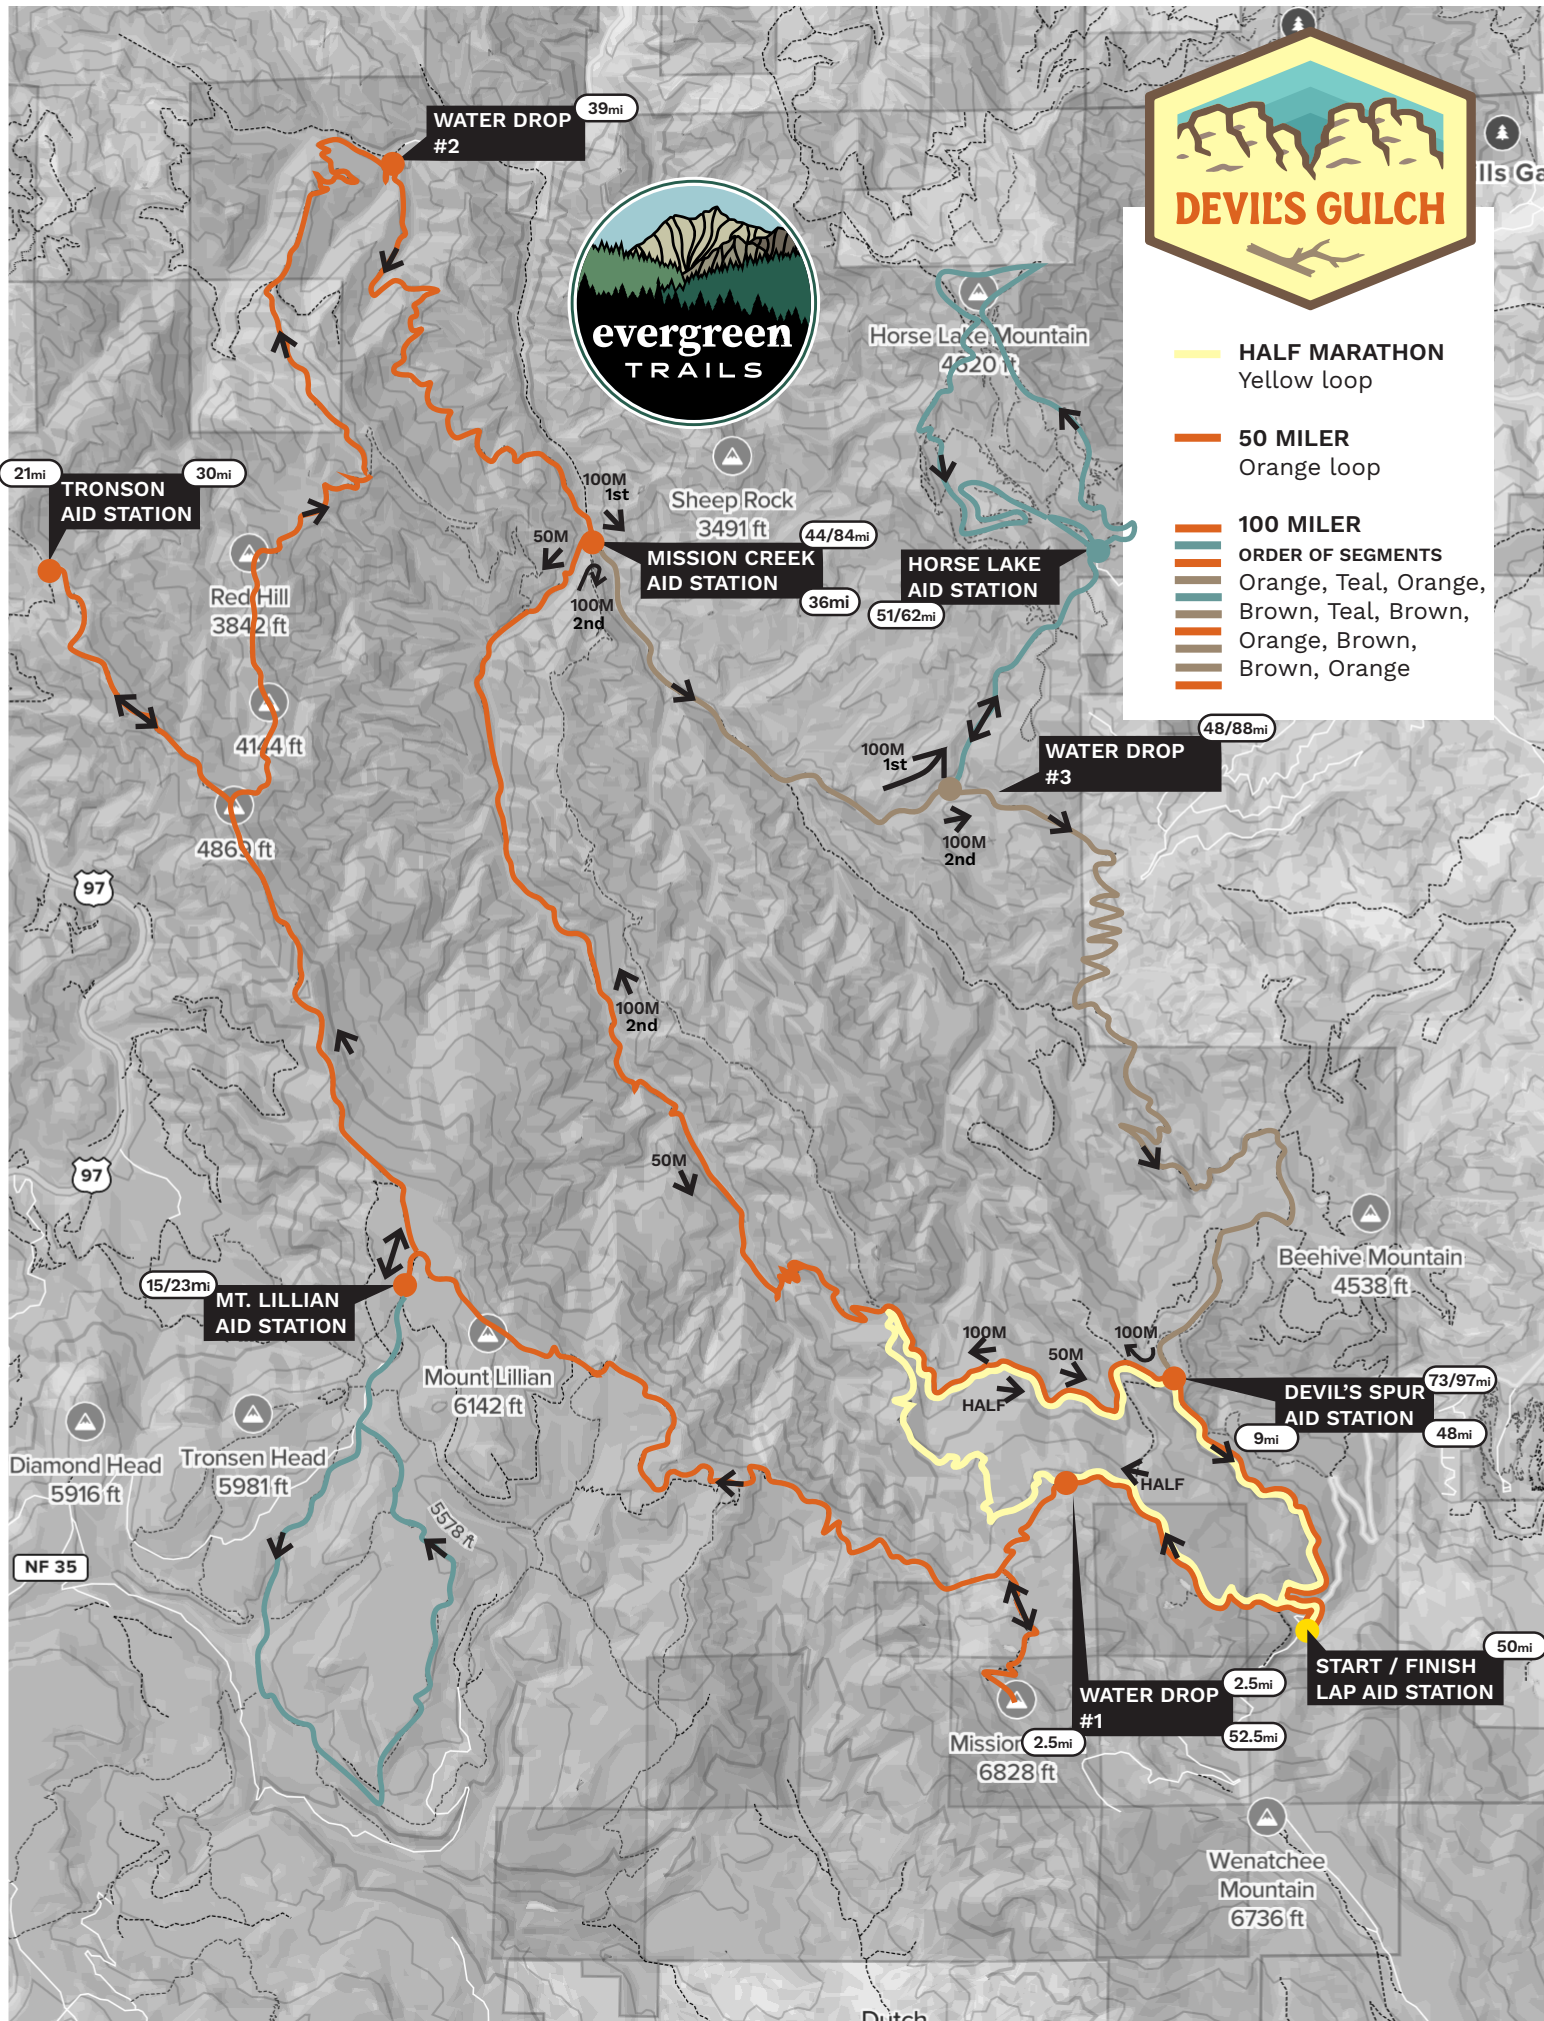 WATER DROP
#2
39mi
DEVIL'S GULCH
lls Ga
evergreen
TRAILS
Horse Lake Mountain
4620 ft
HALF MARATHON
Yellow loop
50 MILER
Orange loop
100 MILER
ORDER OF SEGMENTS
Orange, Teal, Orange,
Brown, Teal, Brown,
Orange, Brown,
Brown, Orange
21mi
30mi
TRONSON
AID STATION
100M
1st
Sheep Rock
3491 ft
50M
44/84mi
MISSION CREEK
AID STATION
36mi
100M
2nd
HORSE LAKE
AID STATION
51/62mi
Red Hill
3842 ft
4144 ft
4869 ft
48/88mi
WATER DROP
#3
100M
1st
100M
2nd
97
100M
2nd
50M
97
Beehive Mountain
4538 ft
15/23mi
MT. LILLIAN
AID STATION
Mount Lillian
6142 ft
100M
50M
HALF
100M
DEVIL'S SPUR
AID STATION
73/97mi
48mi
9mi
Diamond Head
5916 ft
Tronsen Head
5981 ft
5578 ft
HALF
NF 35
START / FINISH
LAP AID STATION
50mi
WATER DROP
#1
2.5mi
52.5mi
Mission
2.5mi
6828 ft
Wenatchee
Mountain
6736 ft
Dutch